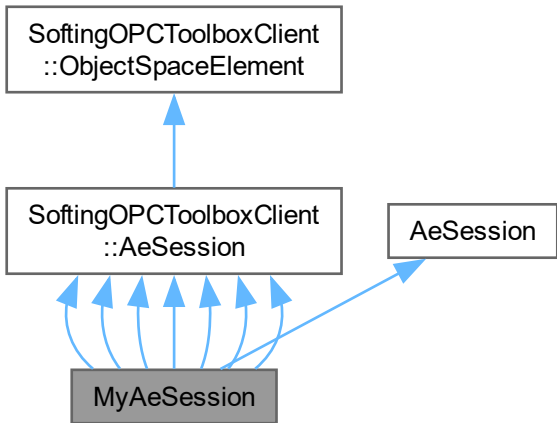 SoftingOPCToolboxClient
::ObjectSpaceElement
SoftingOPCToolboxClient
::AeSession
AeSession
MyAeSession